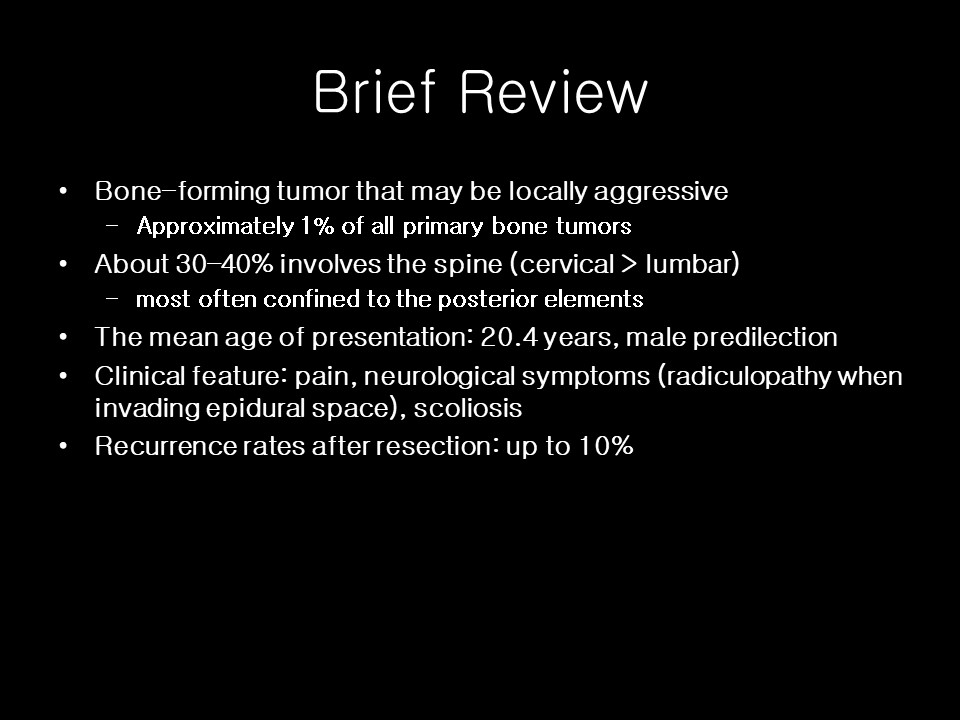 Brief Review
• Bone-forming tumor that may be locally aggressive
– Approximately 1% of all primary bone tumors
• About 30-40% involves the spine (cervical > lumbar)
– most often confined to the posterior elements
• The mean age of presentation: 20.4 years, male predilection
• Clinical feature: pain, neurological symptoms (radiculopathy when
invading epidural space), scoliosis
• Recurrence rates after resection: up to 10%